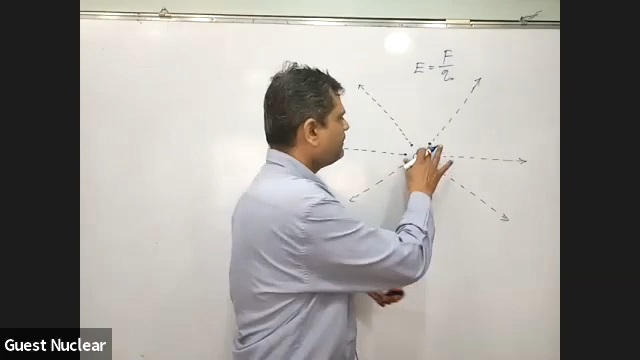 E = F/q₀
Guest Nuclear